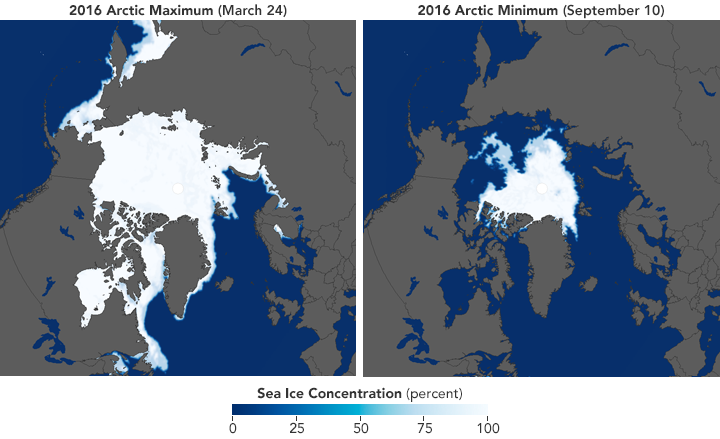 2016 Arctic Maximum (March 24)
2016 Arctic Minimum (September 10)
Sea Ice Concentration (percent)
0 25 50 75 100